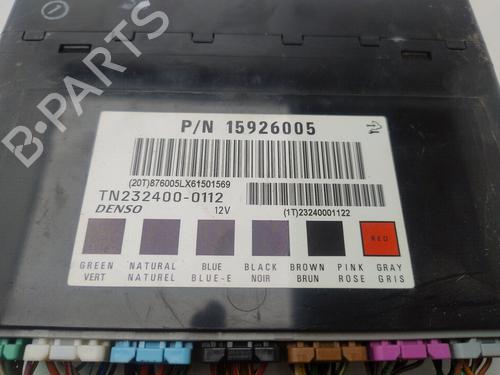 B-PARTS
P/N 15926005
(20T)876005LX61501569
TN232400-0112
DENSO 12V
(1T)23240001122
RED
GREEN NATURAL BLUE BLACK BROWN PINK GRAY
VERT NATUREL BLUE-E NOIR BRUN ROSE GRIS